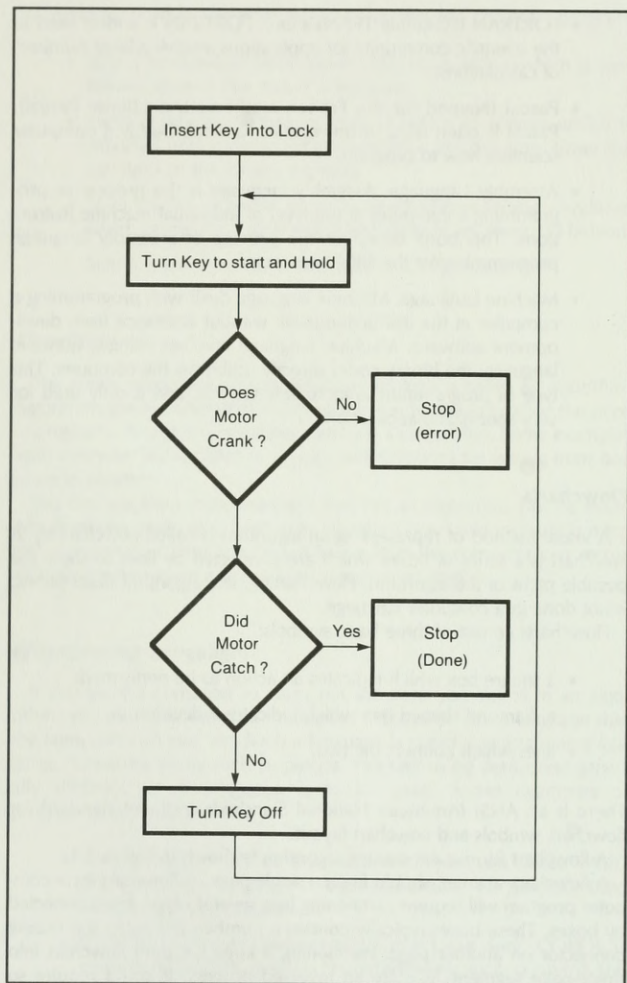 Insert Key into Lock
Turn Key to start and Hold
Does
Motor
Crank ?
No
Stop
(error)
Did
Motor
Catch ?
Yes
Stop
(Done)
No
Turn Key Off